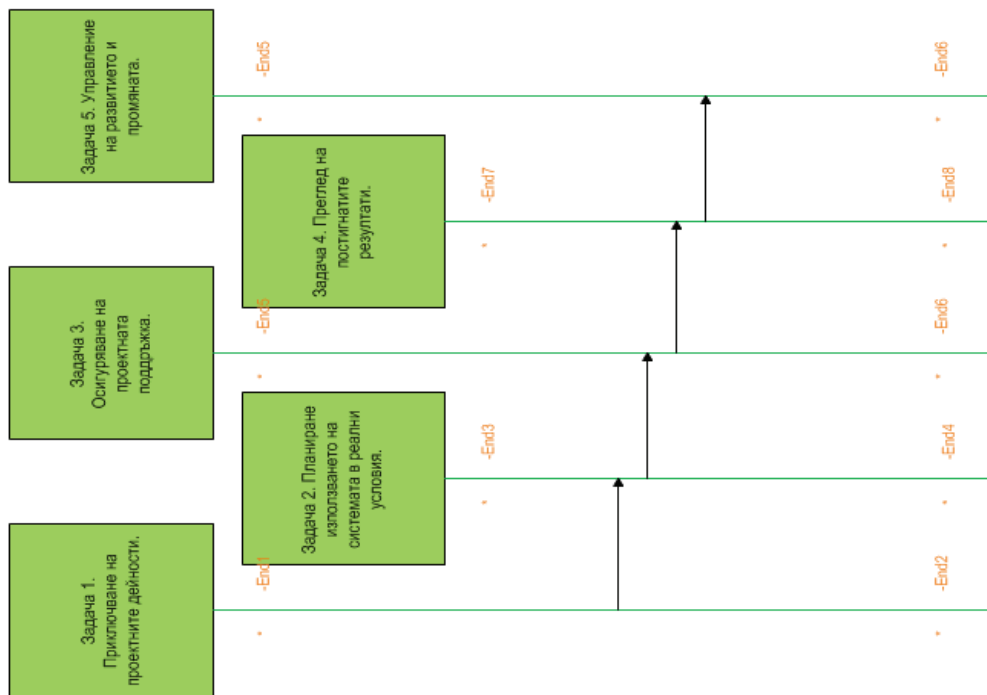 Задача 1.
Приключване на
проектните дейности.
Задача 3.
Осигуряване на
проектната
поддръжка.
Задача 5. Управление
на развитието и
промяната.
* -End1
* -End5
* -End5
Задача 2. Планиране
използването на
системата в реални
условия.
Задача 4. Преглед на
постигнатите
резултати.
* -End3
* -End7
* -End2
* -End4
* -End6
* -End8
* -End6